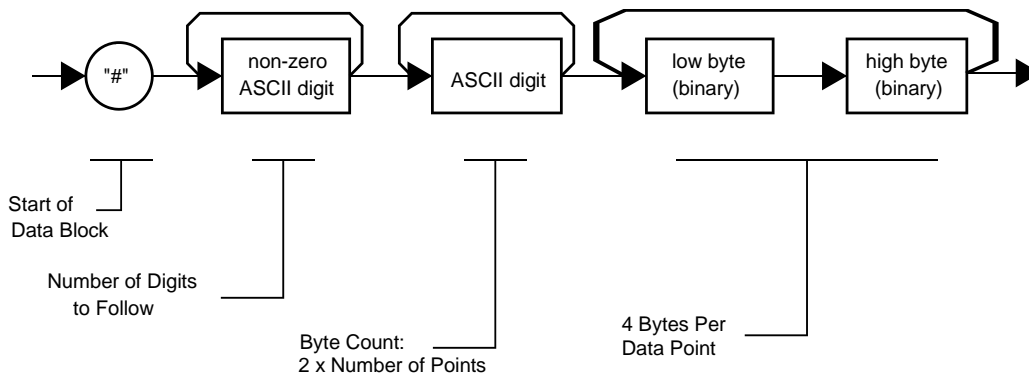 "#"
non-zero
ASCII digit
ASCII digit
low byte
(binary)
high byte
(binary)
Start of
Data Block
Number of Digits
to Follow
Byte Count:
2 x Number of Points
4 Bytes Per
Data Point